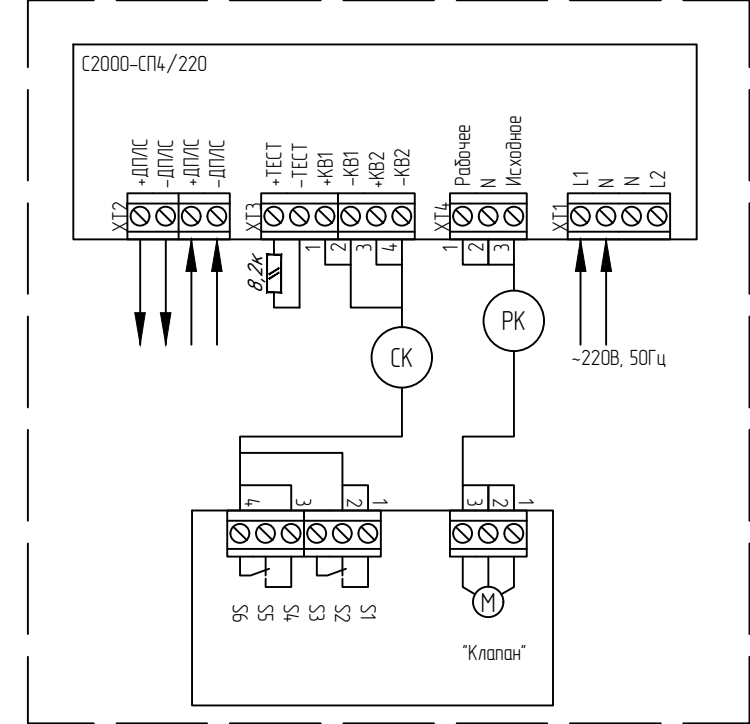 С2000-СП4/220
+ДПЛС
-ДПЛС
+ДПЛС
-ДПЛС
+ТЕСТ
-ТЕСТ
+КВ1
-КВ1
+КВ2
-КВ2
Рабочее
N
Исходное
L1
N
N
L2
ХТ2
ХТ3
ХТ4
ХТ1
1
2
3
4
1
2
3
8,2к
РК
СК
~220В, 50Гц
4
3
2
1
3
2
1
S6
S5
S4
S3
S2
S1
М
"Клапан"